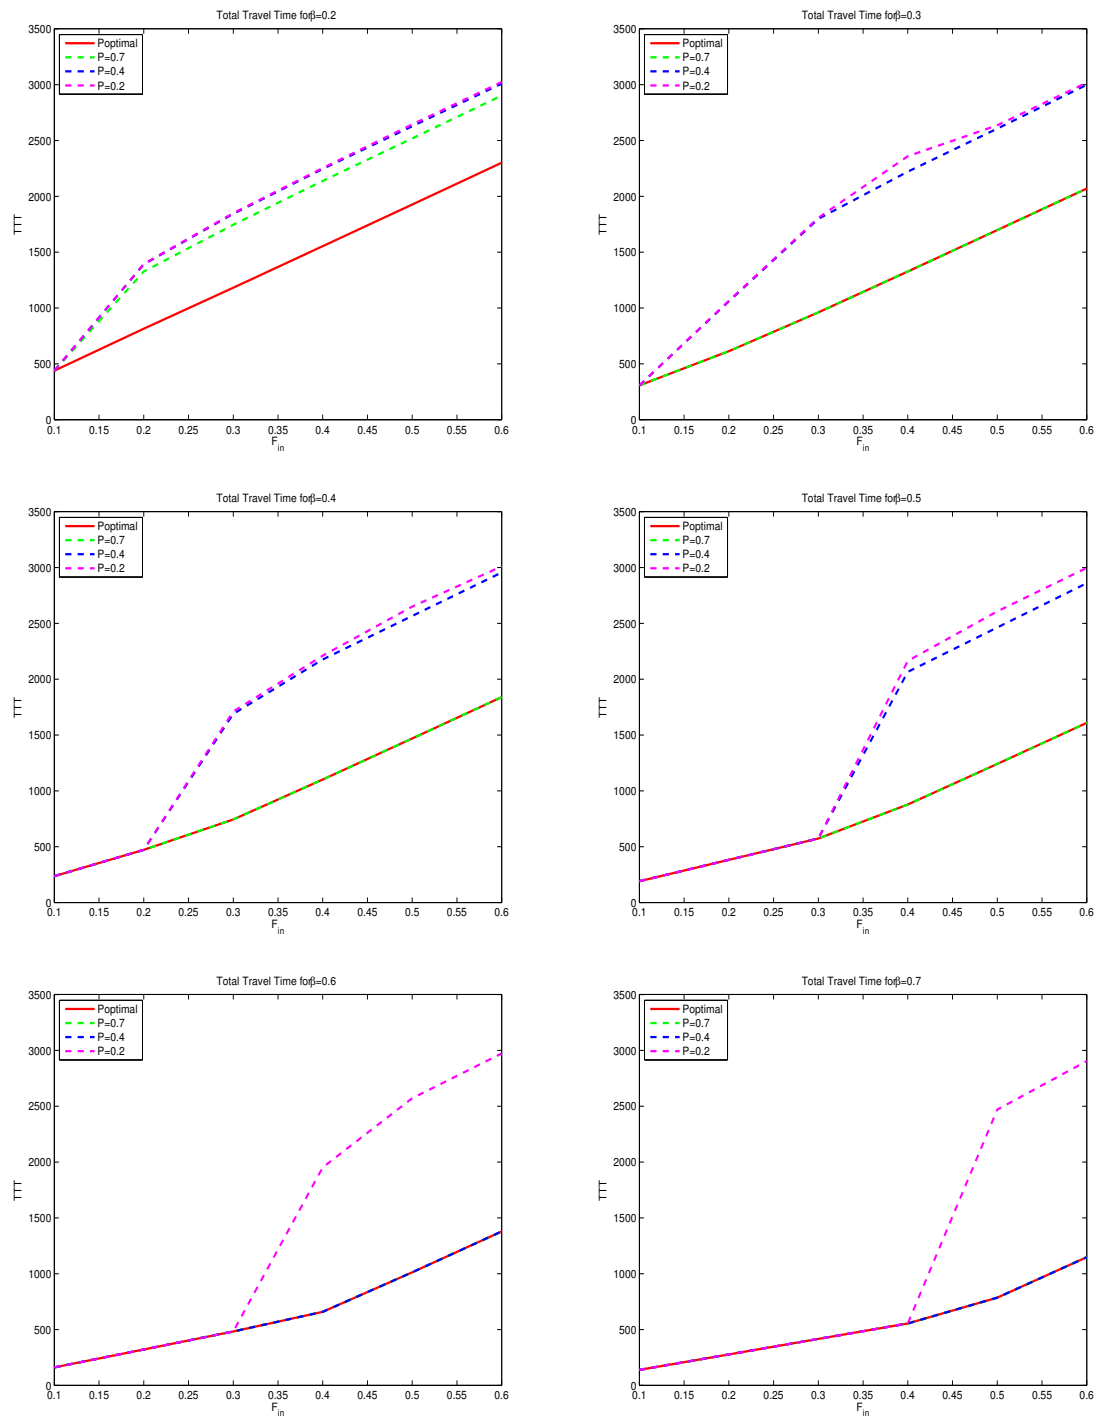 Total Travel Time forβ=0.2
3500
3000
2500
2000
1500
1000
500
0
TTT
Poptimal
P=0.7
P=0.4
P=0.2
0.1 0.15 0.2 0.25 0.3 0.35 0.4 0.45 0.5 0.55 0.6
F_in
Total Travel Time forβ=0.3
3500
3000
2500
2000
1500
1000
500
0
TTT
Poptimal
P=0.7
P=0.4
P=0.2
0.1 0.15 0.2 0.25 0.3 0.35 0.4 0.45 0.5 0.55 0.6
F_in
Total Travel Time forβ=0.4
3500
3000
2500
2000
1500
1000
500
0
TTT
Poptimal
P=0.7
P=0.4
P=0.2
0.1 0.15 0.2 0.25 0.3 0.35 0.4 0.45 0.5 0.55 0.6
F_in
Total Travel Time forβ=0.5
3500
3000
2500
2000
1500
1000
500
0
TTT
Poptimal
P=0.7
P=0.4
P=0.2
0.1 0.15 0.2 0.25 0.3 0.35 0.4 0.45 0.5 0.55 0.6
F_in
Total Travel Time forβ=0.6
3500
3000
2500
2000
1500
1000
500
0
TTT
Poptimal
P=0.7
P=0.4
P=0.2
0.1 0.15 0.2 0.25 0.3 0.35 0.4 0.45 0.5 0.55 0.6
F_in
Total Travel Time forβ=0.7
3500
3000
2500
2000
1500
1000
500
0
TTT
Poptimal
P=0.7
P=0.4
P=0.2
0.1 0.15 0.2 0.25 0.3 0.35 0.4 0.45 0.5 0.55 0.6
F_in